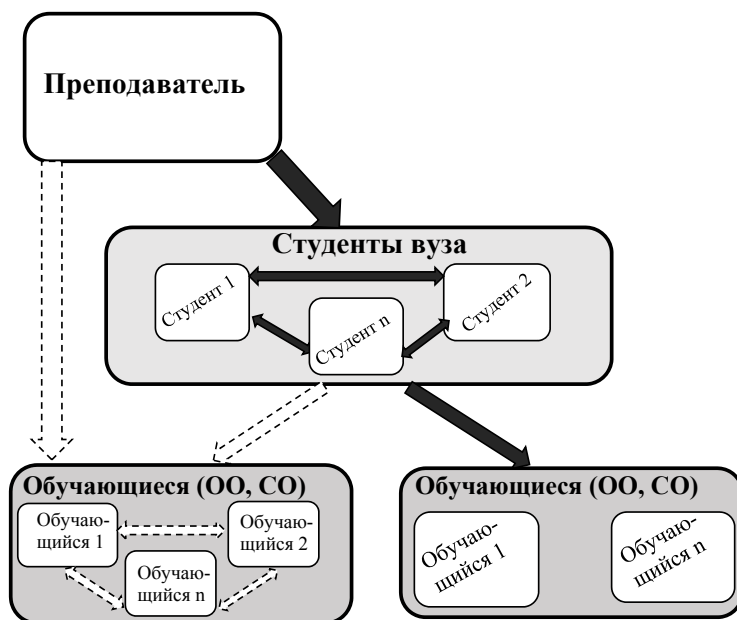 Преподаватель
Студенты вуза
Студент 1
Студент 2
Студент n
Обучающиеся (ОО, СО)
Обучаю-
щийся 1
Обучаю-
щийся 2
Обучаю-
щийся n
Обучающиеся (ОО, СО)
Обучаю-
щийся 1
Обучаю-
щийся n